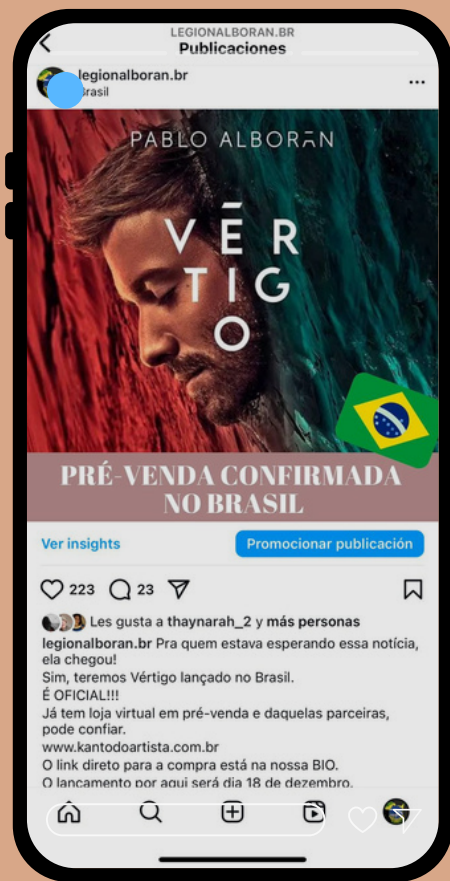 LEGIONALBORAN.BR
Publicaciones
legionalboran.br
Brasil
PABLO ALBORĀN
VĒR
TIG
O
PRÉ-VENDA CONFIRMADA
NO BRASIL
Ver insights
Promocionar publicación
223 23
Les gusta a thaynarah_2 y más personas
legionalboran.br Pra quem estava esperando essa notícia,
ela chegou!
Sim, teremos Vértigo lançado no Brasil.
É OFICIAL!!!
Já tem loja virtual em pré-venda e daquelas parceiras,
pode confiar.
www.kantodoartista.com.br
O link direto para a compra está na nossa BIO.
O lançamento por aqui será dia 18 de dezembro.